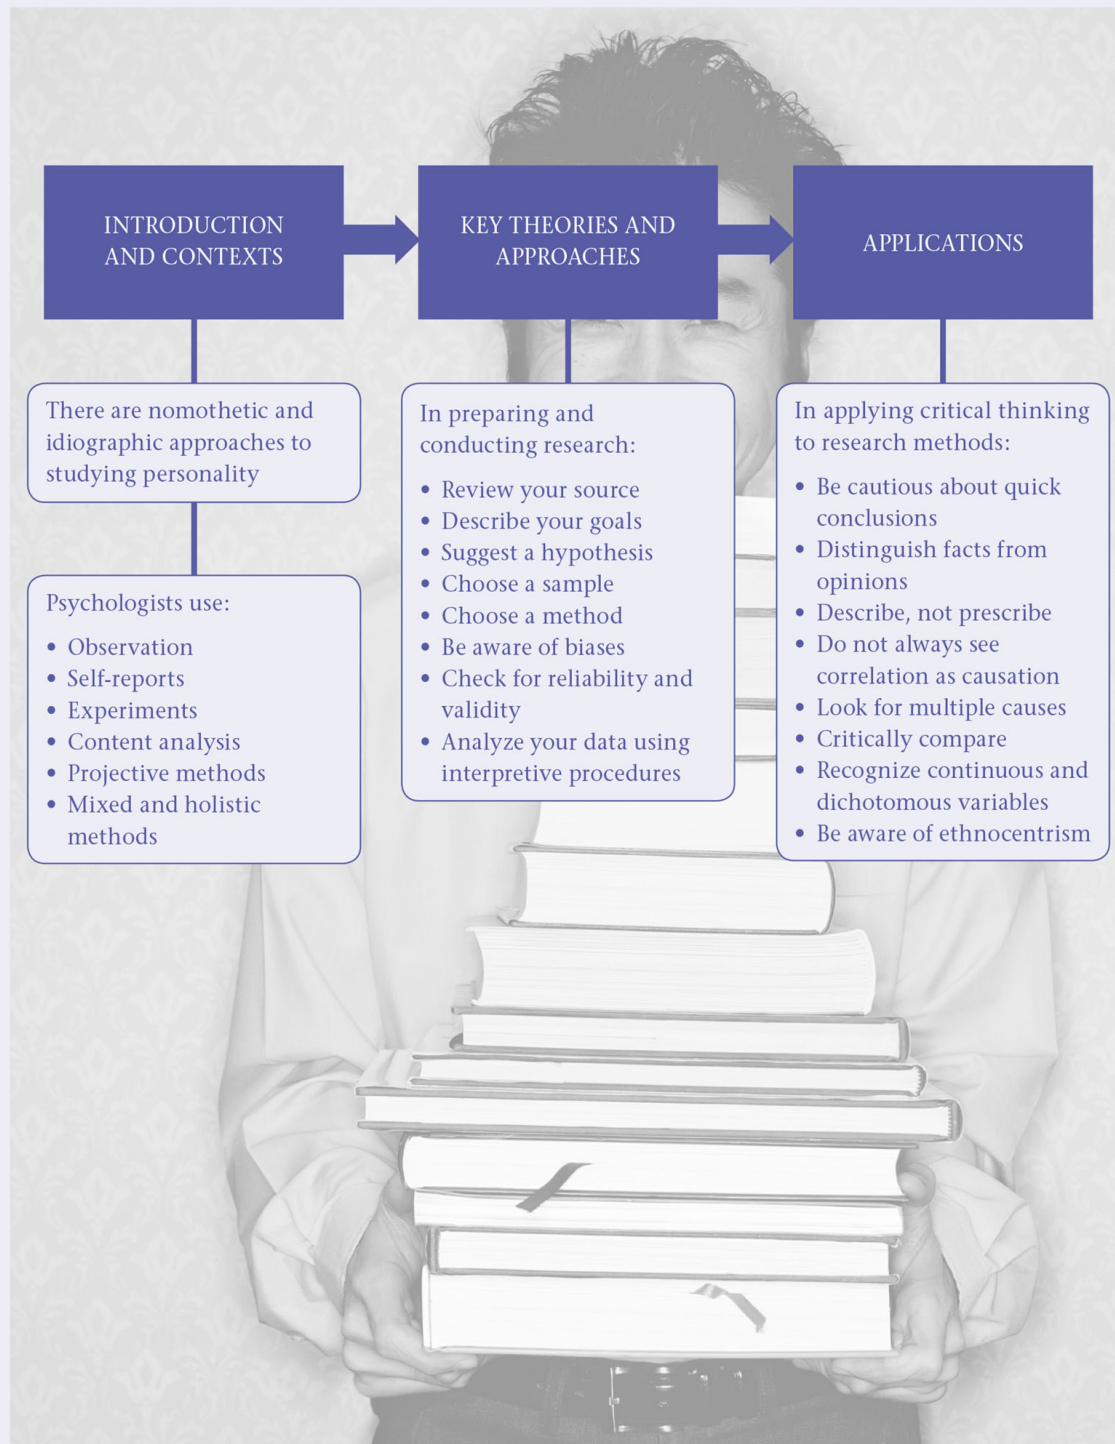 INTRODUCTION
AND CONTEXTS
There are nomothetic and
idiographic approaches to
studying personality
Psychologists use:
• Observation
• Self-reports
• Experiments
• Content analysis
• Projective methods
• Mixed and holistic
methods
KEY THEORIES AND
APPROACHES
In preparing and
conducting research:
• Review your source
• Describe your goals
• Suggest a hypothesis
• Choose a sample
• Choose a method
• Be aware of biases
• Check for reliability and
validity
• Analyze your data using
interpretive procedures
APPLICATIONS
In applying critical thinking
to research methods:
• Be cautious about quick
conclusions
• Distinguish facts from
opinions
• Describe, not prescribe
• Do not always see
correlation as causation
• Look for multiple causes
• Critically compare
• Recognize continuous and
dichotomous variables
• Be aware of ethnocentrism